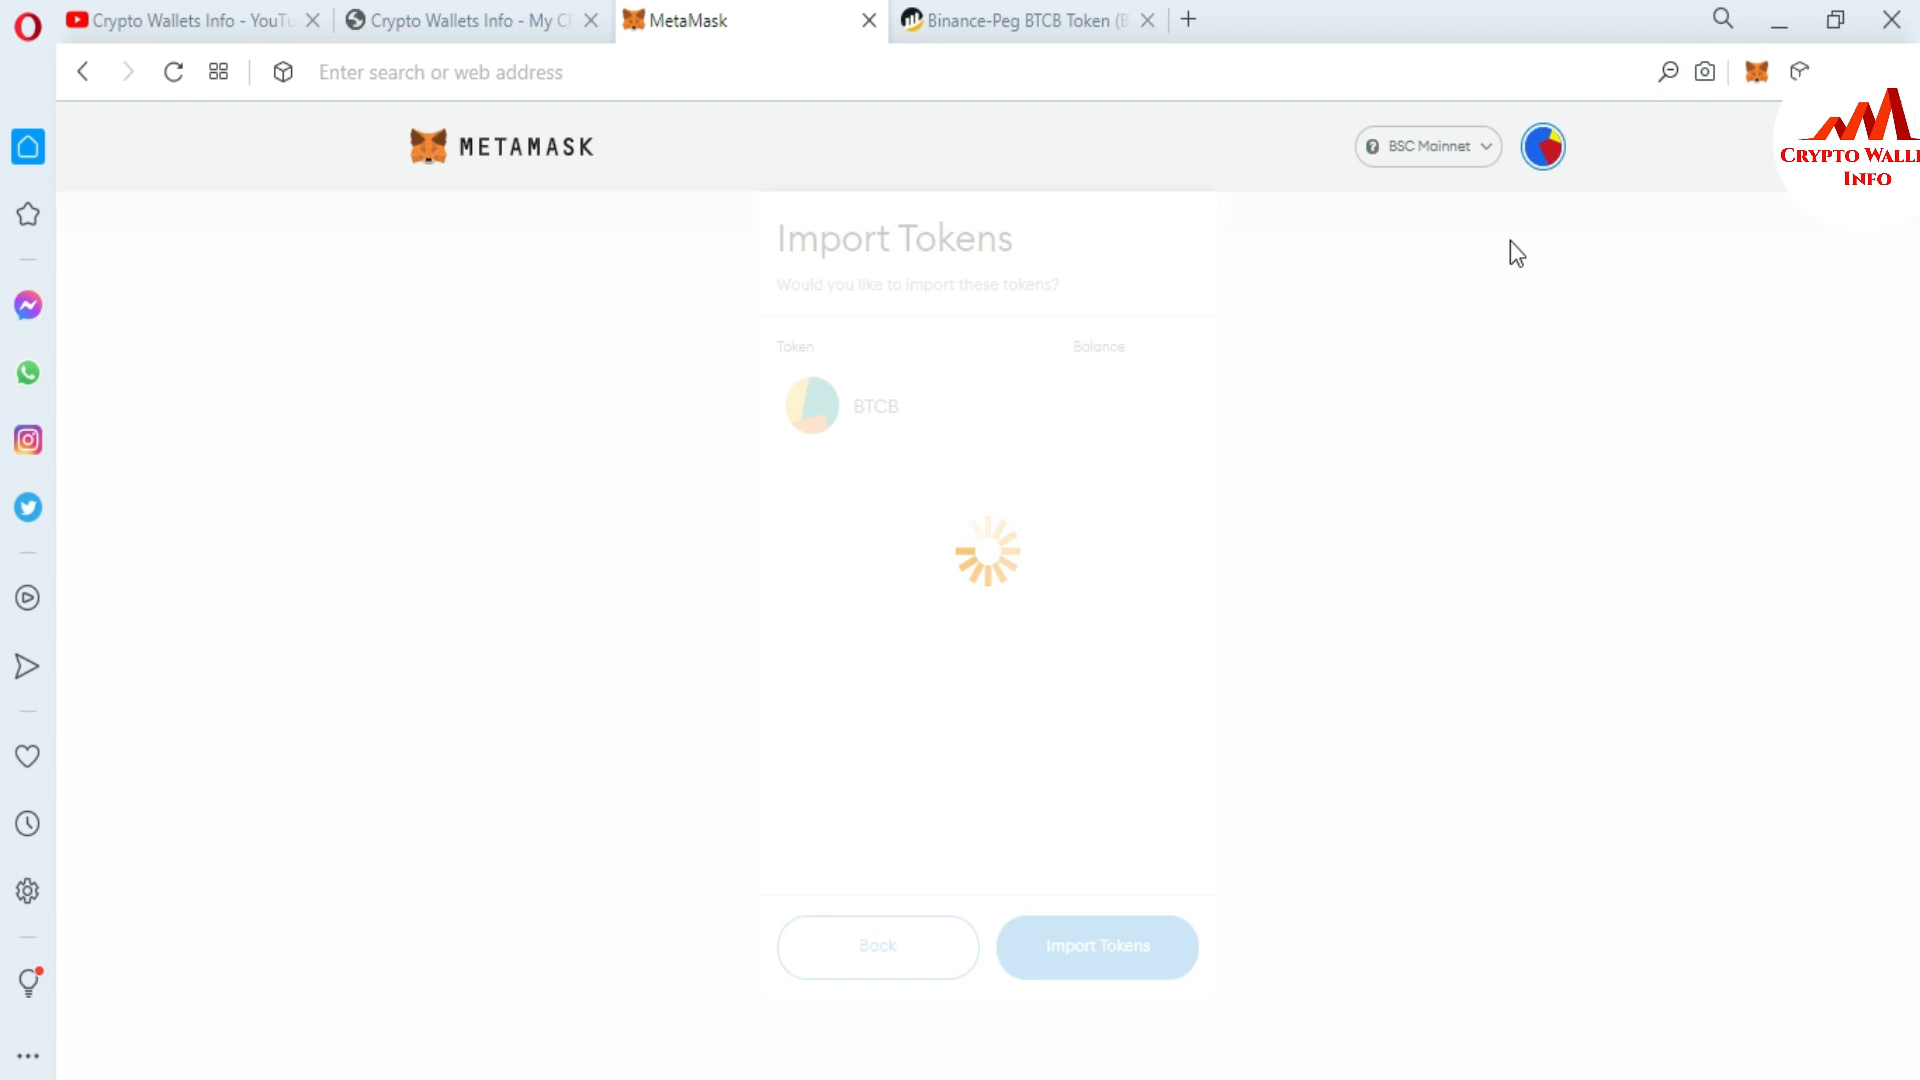 Crypto Wallets Info - YouTu
Crypto Wallets Info - My C
MetaMask
Binance-Peg BTCB Token (B
Enter search or web address
METAMASK
BSC Mainnet
CRYPTO WALLE
INFO
Import Tokens
Would you like to import these tokens?
Token
Balance
BTCB
Back
Import Tokens